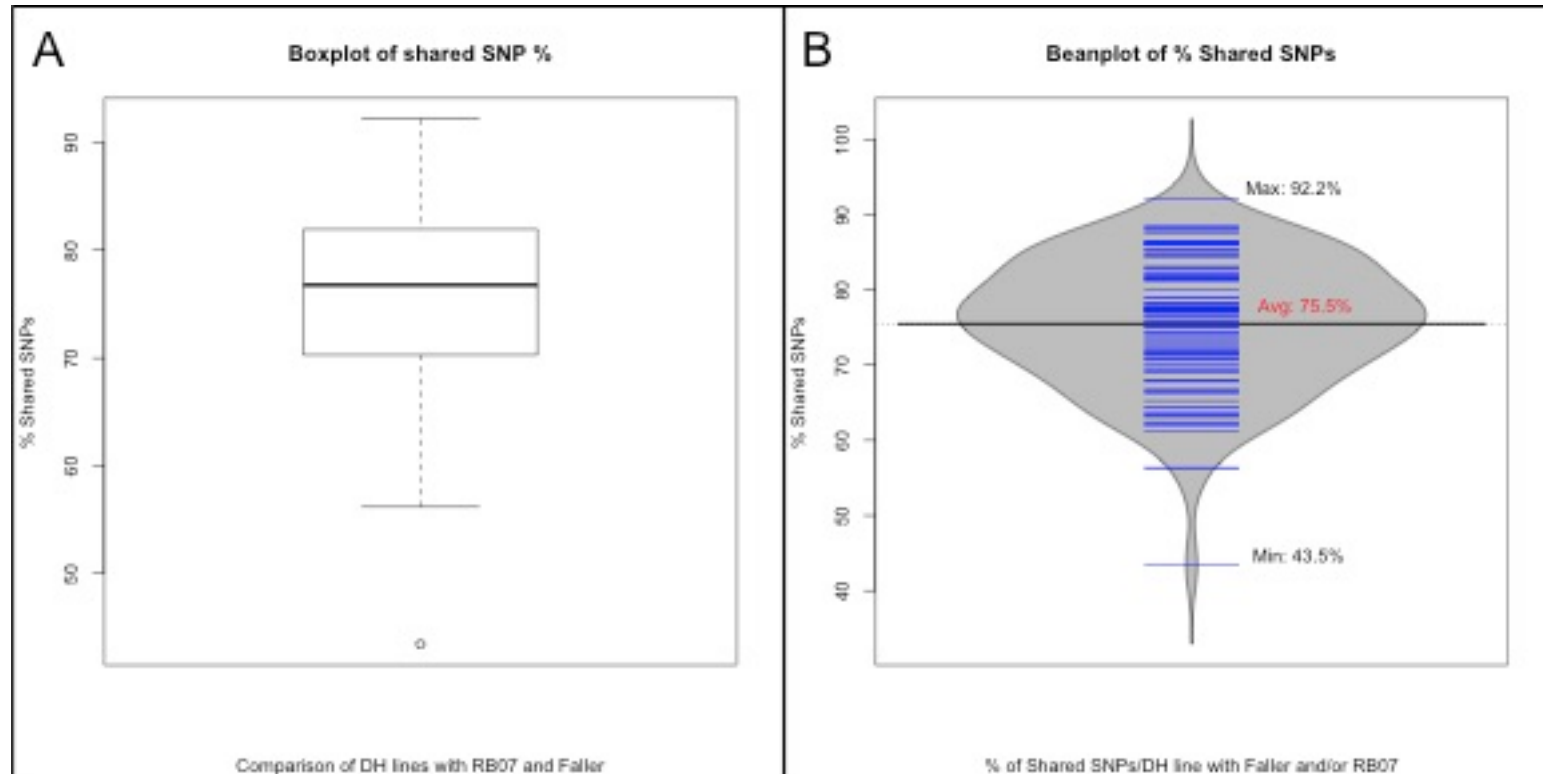 A
Boxplot of shared SNP %
% Shared SNPs
90
80
70
60
50
Comparison of DH lines with RB07 and Faller
B
Beanplot of % Shared SNPs
% Shared SNPs
100
90
80
70
60
50
40
Max: 92.2%
Avg: 75.5%
Min: 43.5%
% of Shared SNPs/DH line with Faller and/or RB07